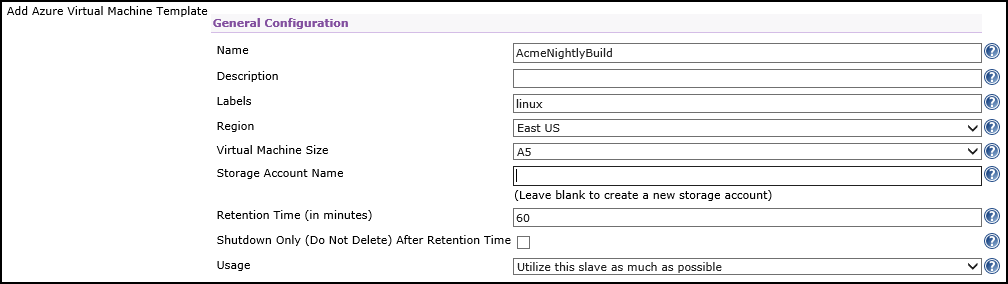 Add Azure Virtual Machine Template
General Configuration
Name AcmeNightlyBuild ?
Description ?
Labels linux ?
Region East US ?
Virtual Machine Size A5 ?
Storage Account Name ?
(Leave blank to create a new storage account)
Retention Time (in minutes) 60 ?
Shutdown Only (Do Not Delete) After Retention Time ?
Usage Utilize this slave as much as possible ?